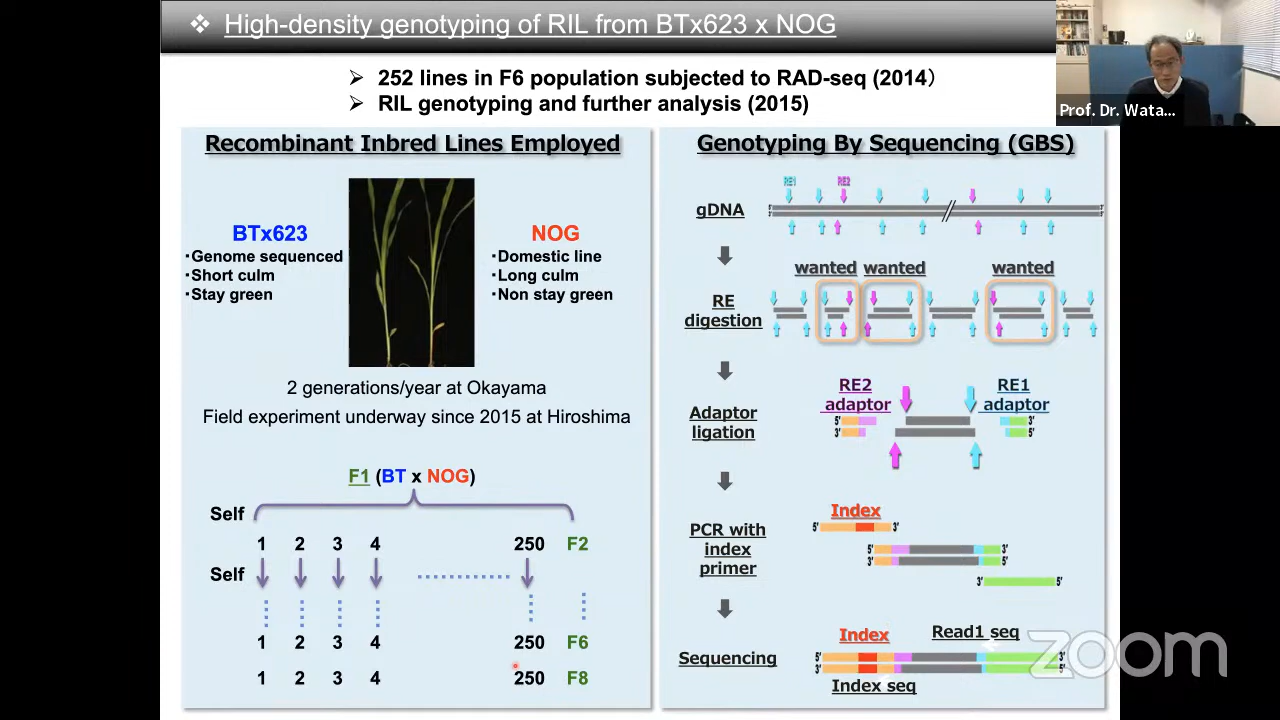 ❖ High-density genotyping of RIL from BTx623 x NOG
➢ 252 lines in F6 population subjected to RAD-seq (2014)
➢ RIL genotyping and further analysis (2015)
Prof. Dr. Wata...
Recombinant Inbred Lines Employed
BTx623
・Genome sequenced
・Short culm
・Stay green
NOG
・Domestic line
・Long culm
・Non stay green
2 generations/year at Okayama
Field experiment underway since 2015 at Hiroshima
F1 (BT x NOG)
Self
1 2 3 4 250 F2
Self
1 2 3 4 250 F6
1 2 3 4 250 F8
Genotyping By Sequencing (GBS)
RE1 RE2
gDNA
5' 3'
3' 5'
wanted wanted wanted
RE
digestion
RE2
adaptor
RE1
adaptor
Adaptor
ligation
5' 3'
3' 5'
Index
5' 3'
PCR with
index
primer
5' 3'
3' 5'
3' 5'
Index
Read1 seq
Sequencing
5' 3'
3' 5'
Index seq
zoom